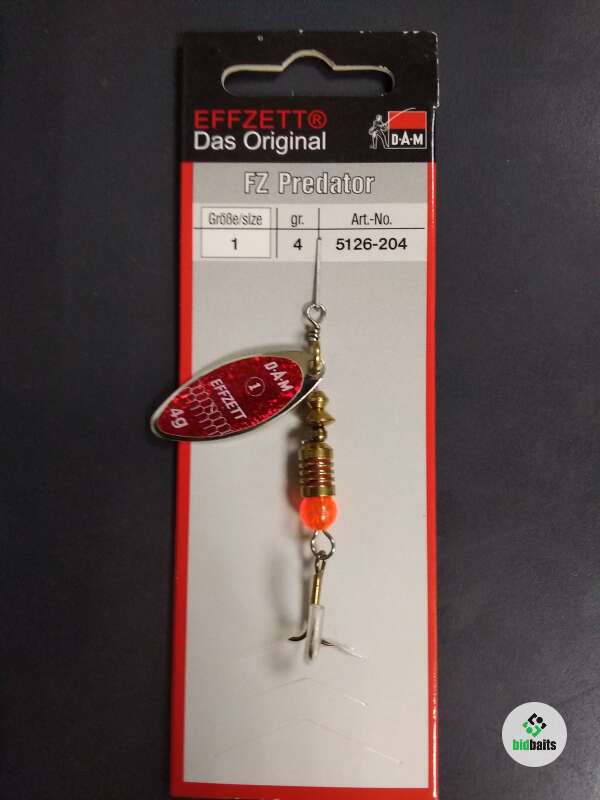 EFFZETT®
Das Original
D·A·M
FZ Predator
Größe/size gr. Art.-No.
1 4 5126-204
D·A·M
1
EFFZETT
4g
bidbaits